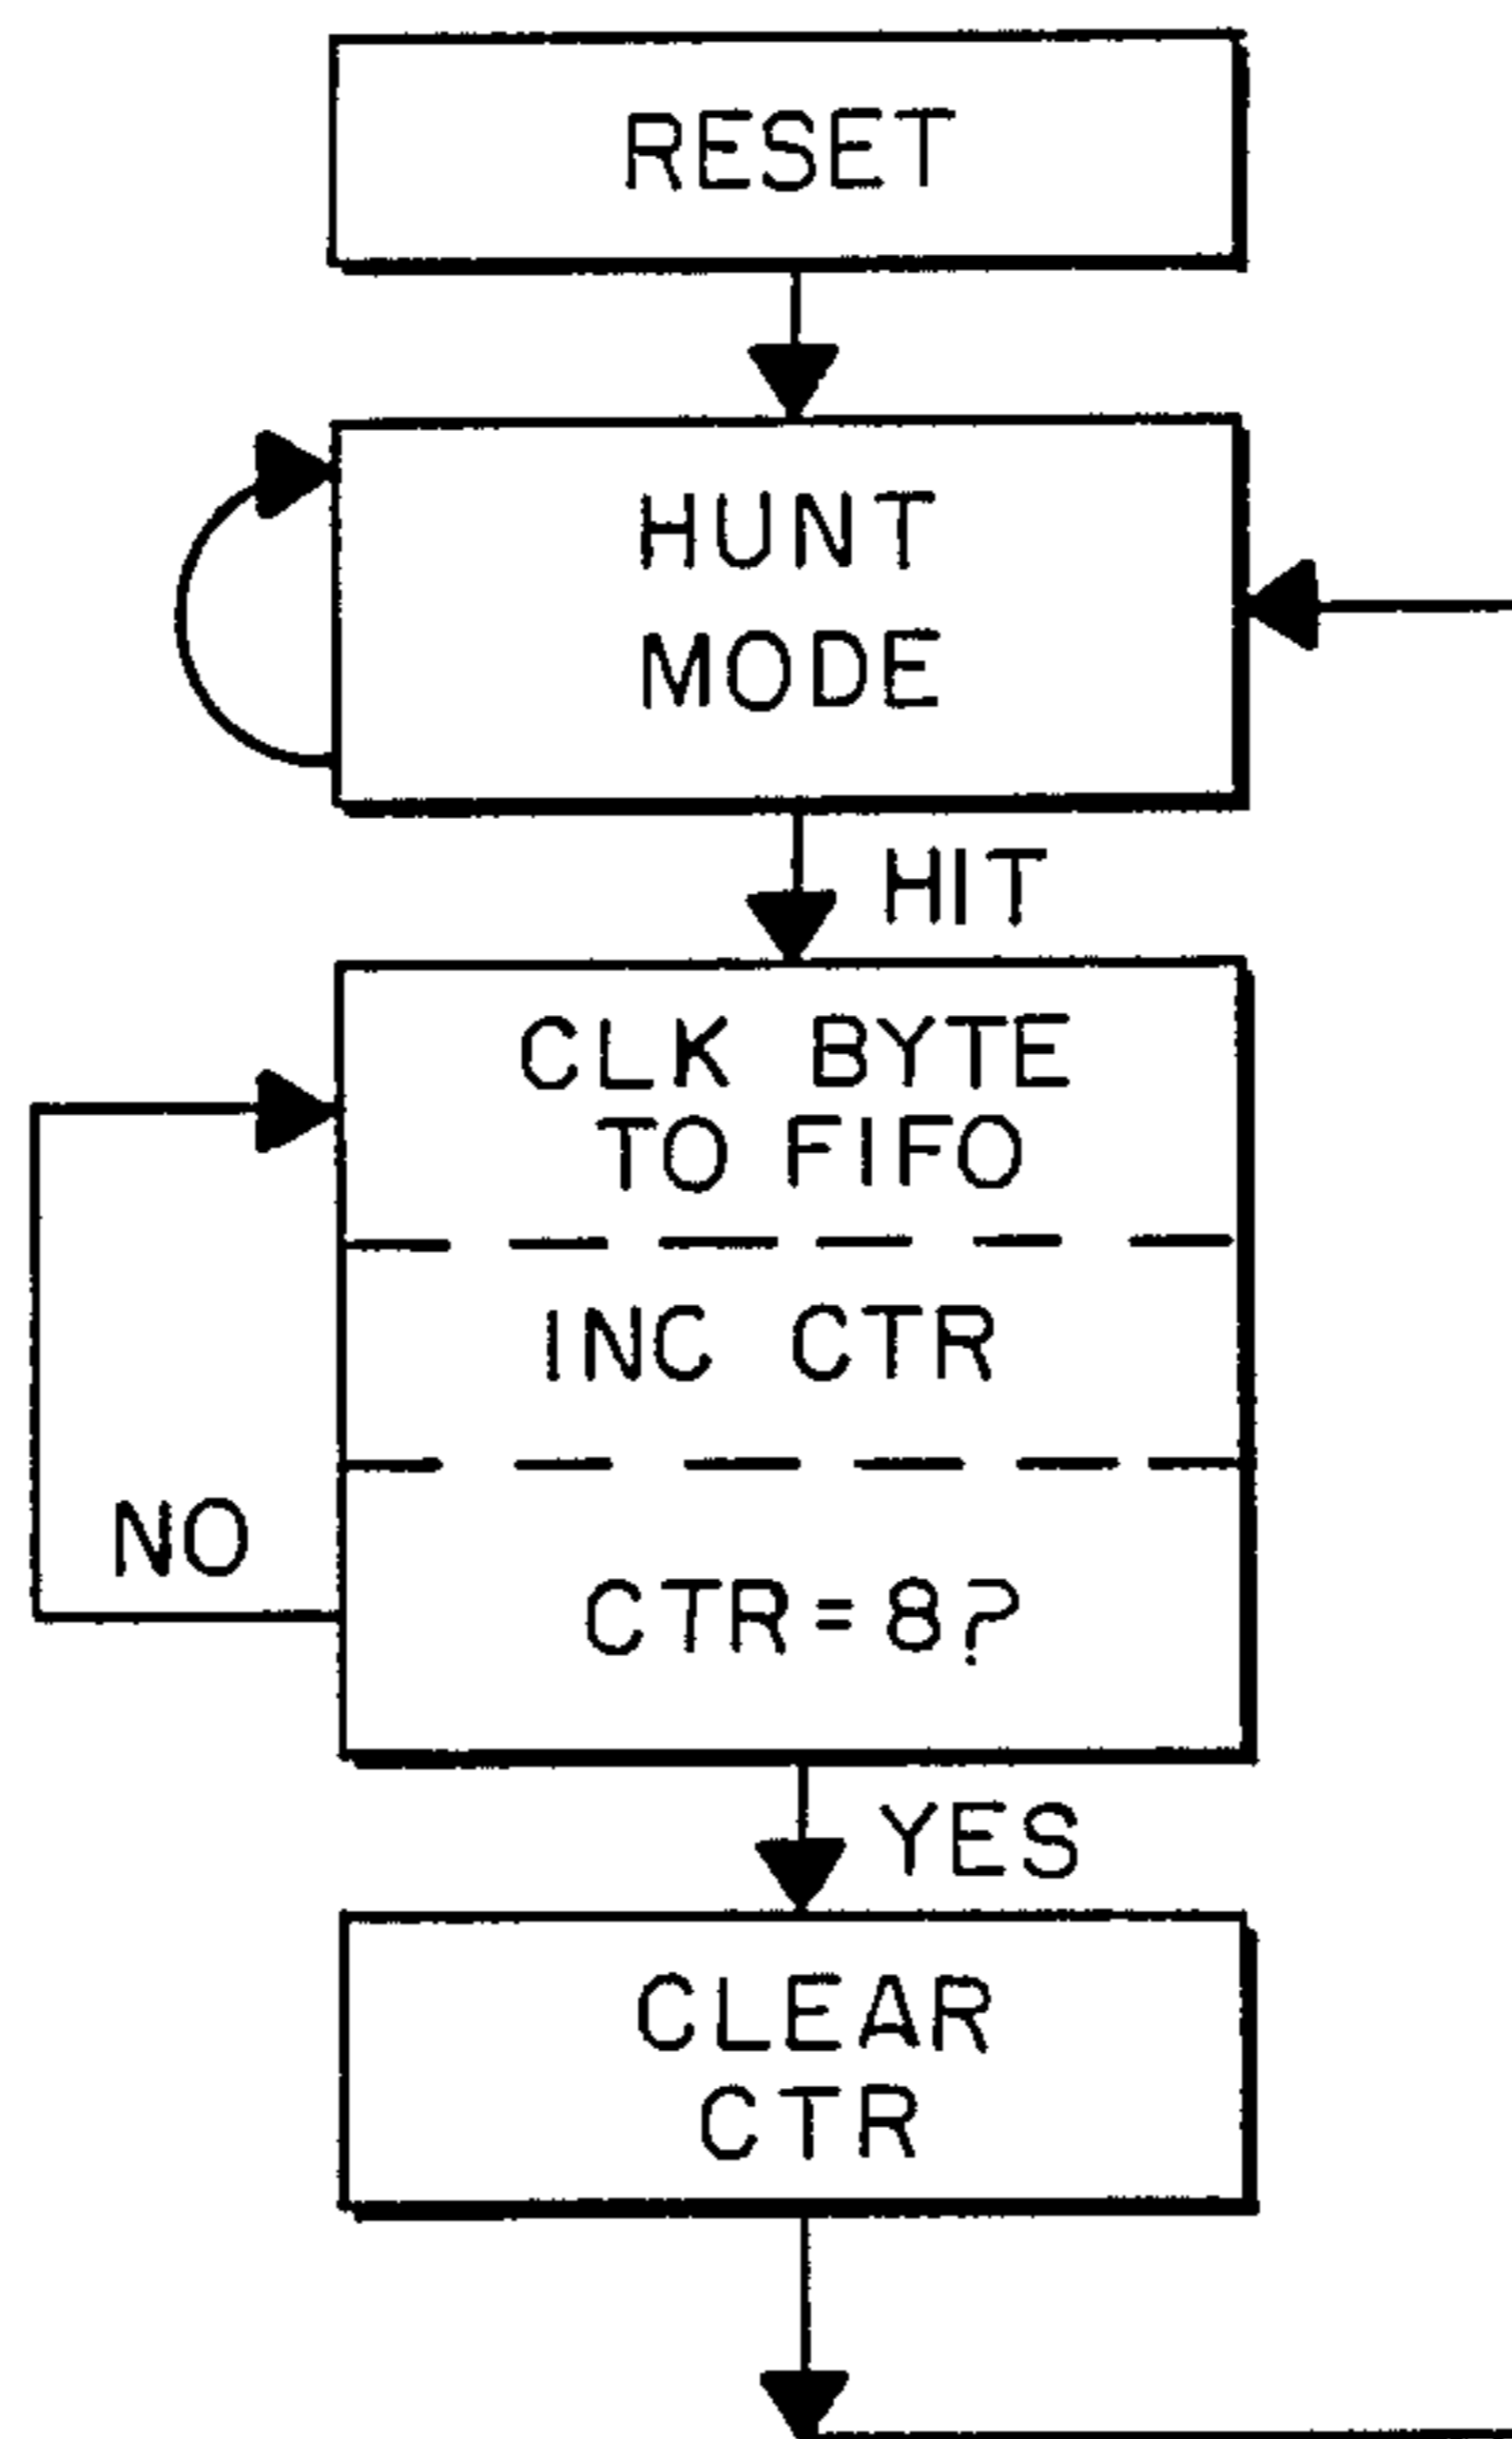 RESET
HUNT
MODE
HIT
CLK BYTE
TO FIFO
INC CTR
NO
CTR=8?
YES
CLEAR
CTR